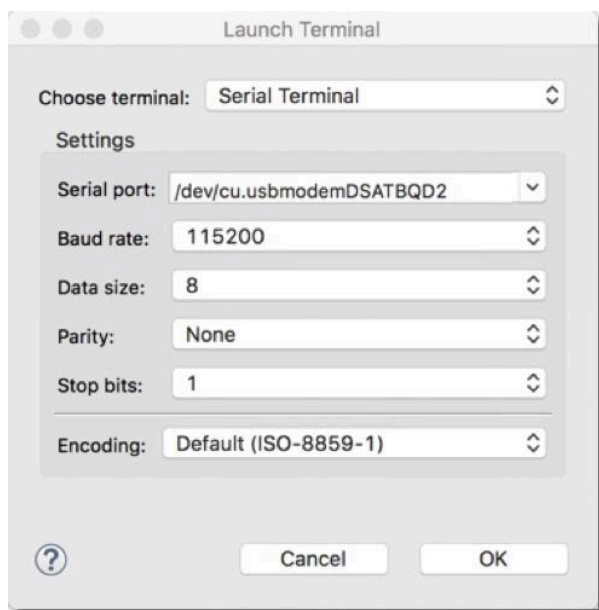 Launch Terminal
Choose terminal: Serial Terminal
Settings
Serial port: /dev/cu.usbmodemDSATBQD2
Baud rate: 115200
Data size: 8
Parity: None
Stop bits: 1
Encoding: Default (ISO-8859-1)
? Cancel OK